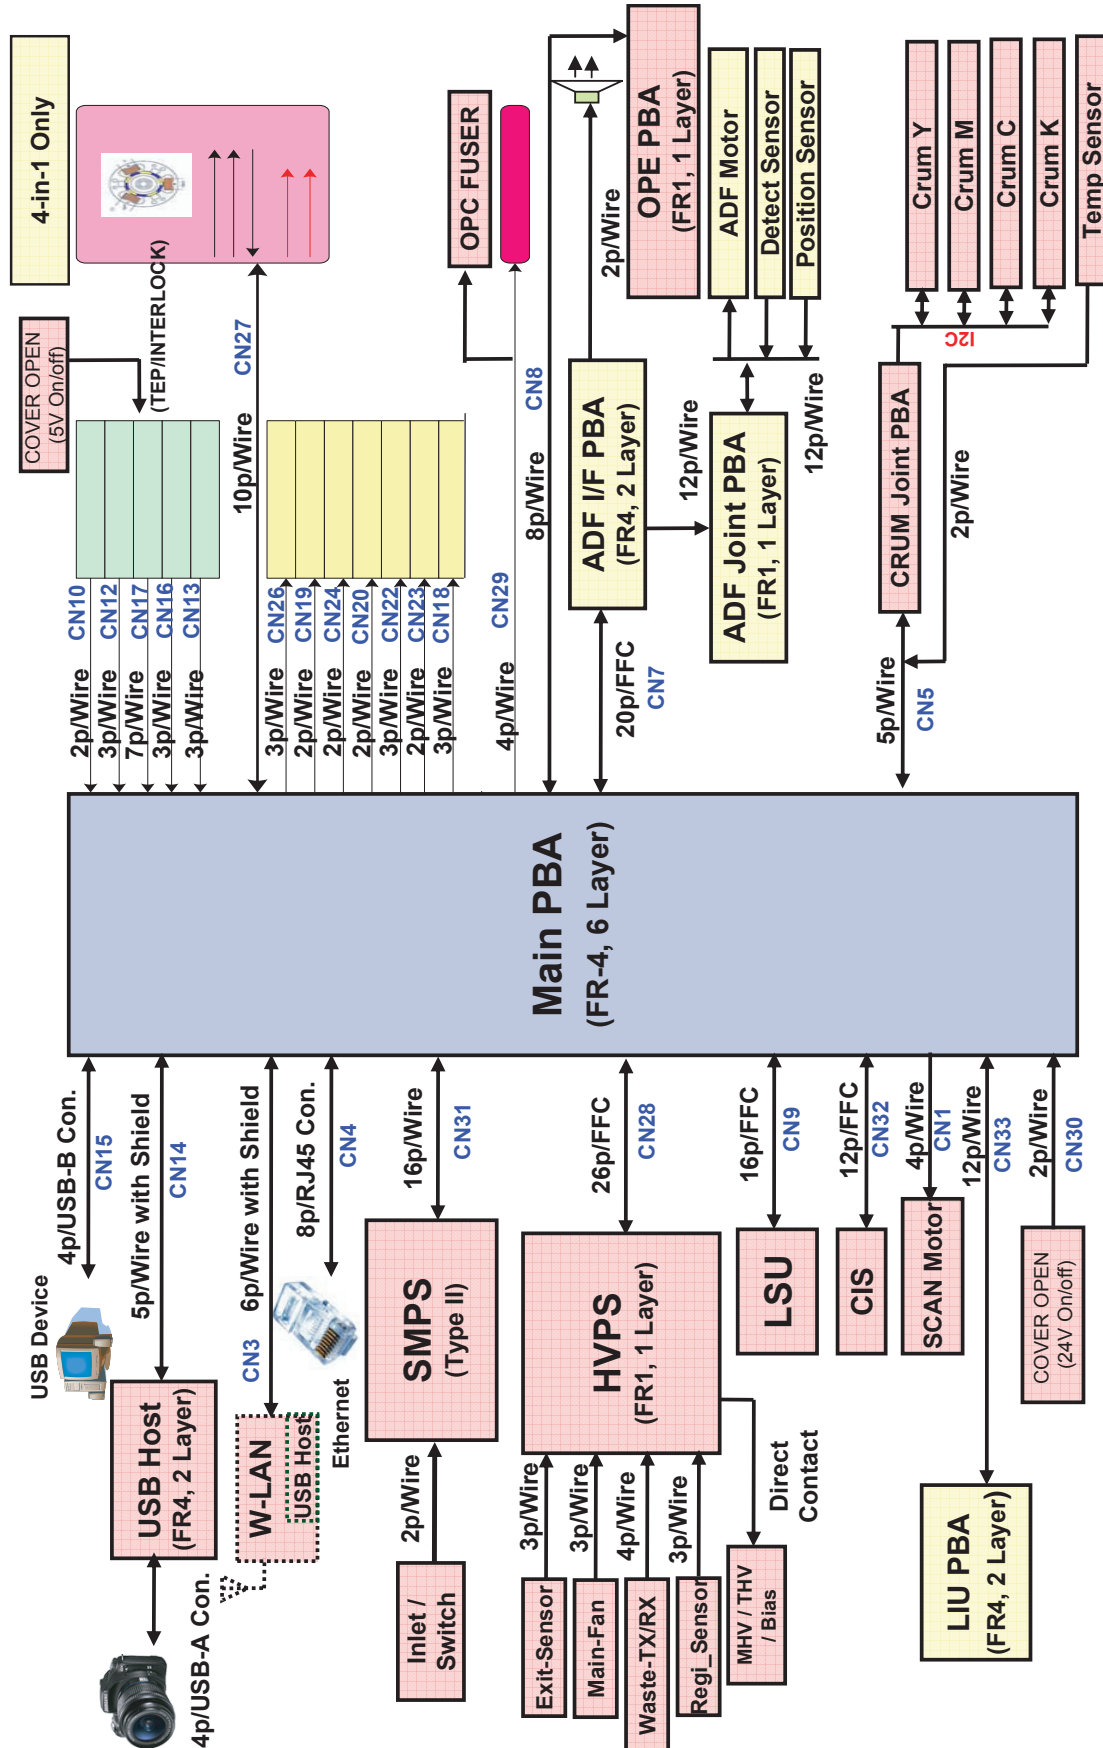 4-in-1 Only
COVER OPEN
(5V On/off)
(TEP/INTERLOCK)
CN10
CN12
CN17
CN16
CN13
2p/Wire
3p/Wire
7p/Wire
3p/Wire
3p/Wire
CN27
10p/Wire
CN26
CN19
CN24
CN20
CN22
CN23
CN18
3p/Wire
2p/Wire
2p/Wire
2p/Wire
3p/Wire
2p/Wire
3p/Wire
OPC FUSER
CN29
4p/Wire
CN8
8p/Wire
2p/Wire
OPE PBA
(FR1, 1 Layer)
ADF I/F PBA
(FR4, 2 Layer)
20p/FFC
CN7
12p/Wire
ADF Joint PBA
(FR1, 1 Layer)
ADF Motor
Detect Sensor
Position Sensor
12p/Wire
Crum Y
Crum M
Crum C
Crum K
Temp Sensor
I2C
CRUM Joint PBA
2p/Wire
5p/Wire
CN5
Main PBA
(FR-4, 6 Layer)
USB Device
4p/USB-B Con.
CN15
5p/Wire with Shield
CN14
USB Host
(FR4, 2 Layer)
4p/USB-A Con.
6p/Wire with Shield
CN3
W-LAN
USB Host
8p/RJ45 Con.
CN4
Ethernet
16p/Wire
CN31
SMPS
(Type II)
2p/Wire
Inlet /
Switch
26p/FFC
CN28
HVPS
(FR1, 1 Layer)
3p/Wire
3p/Wire
4p/Wire
3p/Wire
Exit-Sensor
Main-Fan
Waste-TX/RX
Regi_Sensor
Direct
Contact
MHV / THV
/ Bias
16p/FFC
CN9
LSU
12p/FFC
CN32
CIS
4p/Wire
CN1
SCAN Motor
12p/Wire
CN33
LIU PBA
(FR4, 2 Layer)
2p/Wire
CN30
COVER OPEN
(24V On/off)